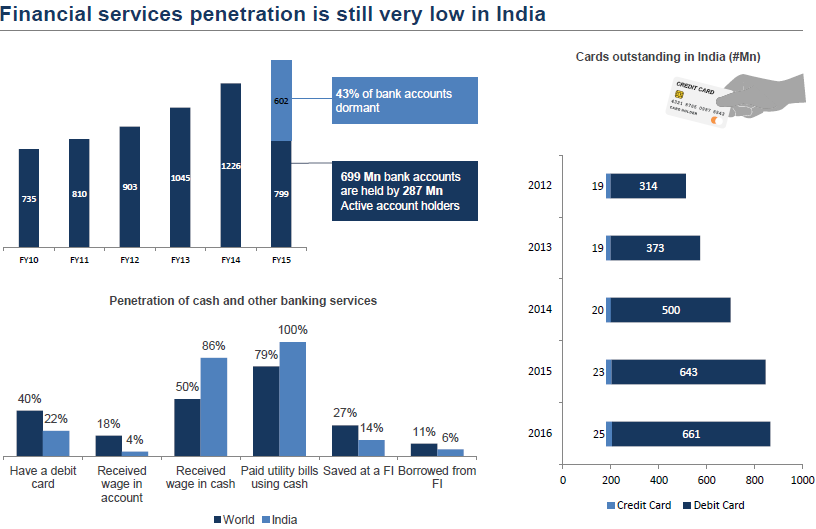 Financial services penetration is still very low in India
735
810
903
1045
1226
602
799
FY10 FY11 FY12 FY13 FY14 FY15
43% of bank accounts
dormant
699 Mn bank accounts
are held by 287 Mn
Active account holders
Cards outstanding in India (#Mn)
CREDIT CARD
CARD HOLDER
2012 19 314
2013 19 373
2014 20 500
2015 23 643
2016 25 661
0 200 400 600 800 1000
Credit Card Debit Card
Penetration of cash and other banking services
40% 22%
18% 4%
50% 86%
79% 100%
27% 14%
11% 6%
Have a debit
card
Received
wage in
account
Received
wage in cash
Paid utility bills
using cash
Saved at a FI
Borrowed from
FI
World India